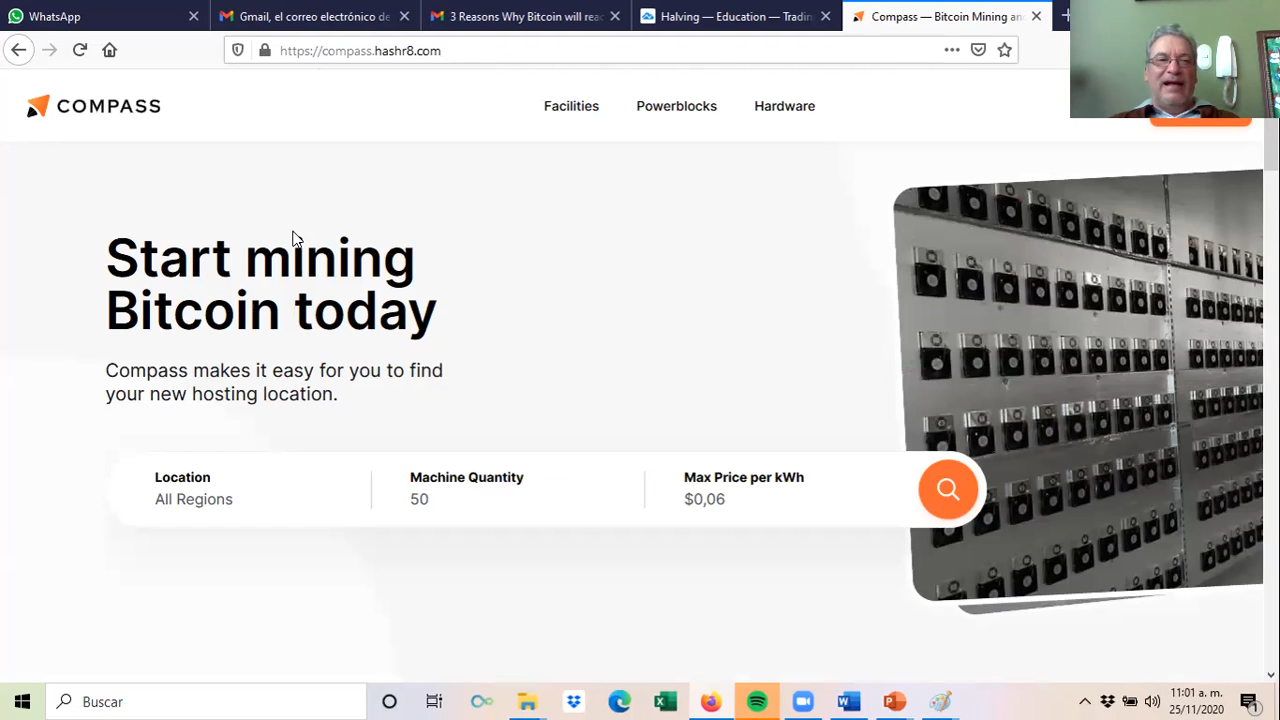 WhatsApp
Gmail, el correo electrónico de
3 Reasons Why Bitcoin will rea
Halving — Education — Tradin
Compass — Bitcoin Mining an
https://compass.hashr8.com
COMPASS
Facilities
Powerblocks
Hardware
Start mining
Bitcoin today
Compass makes it easy for you to find
your new hosting location.
Location
Machine Quantity
Max Price per kWh
All Regions
50
$0,06
Buscar
11:01 a. m.
25/11/2020
1